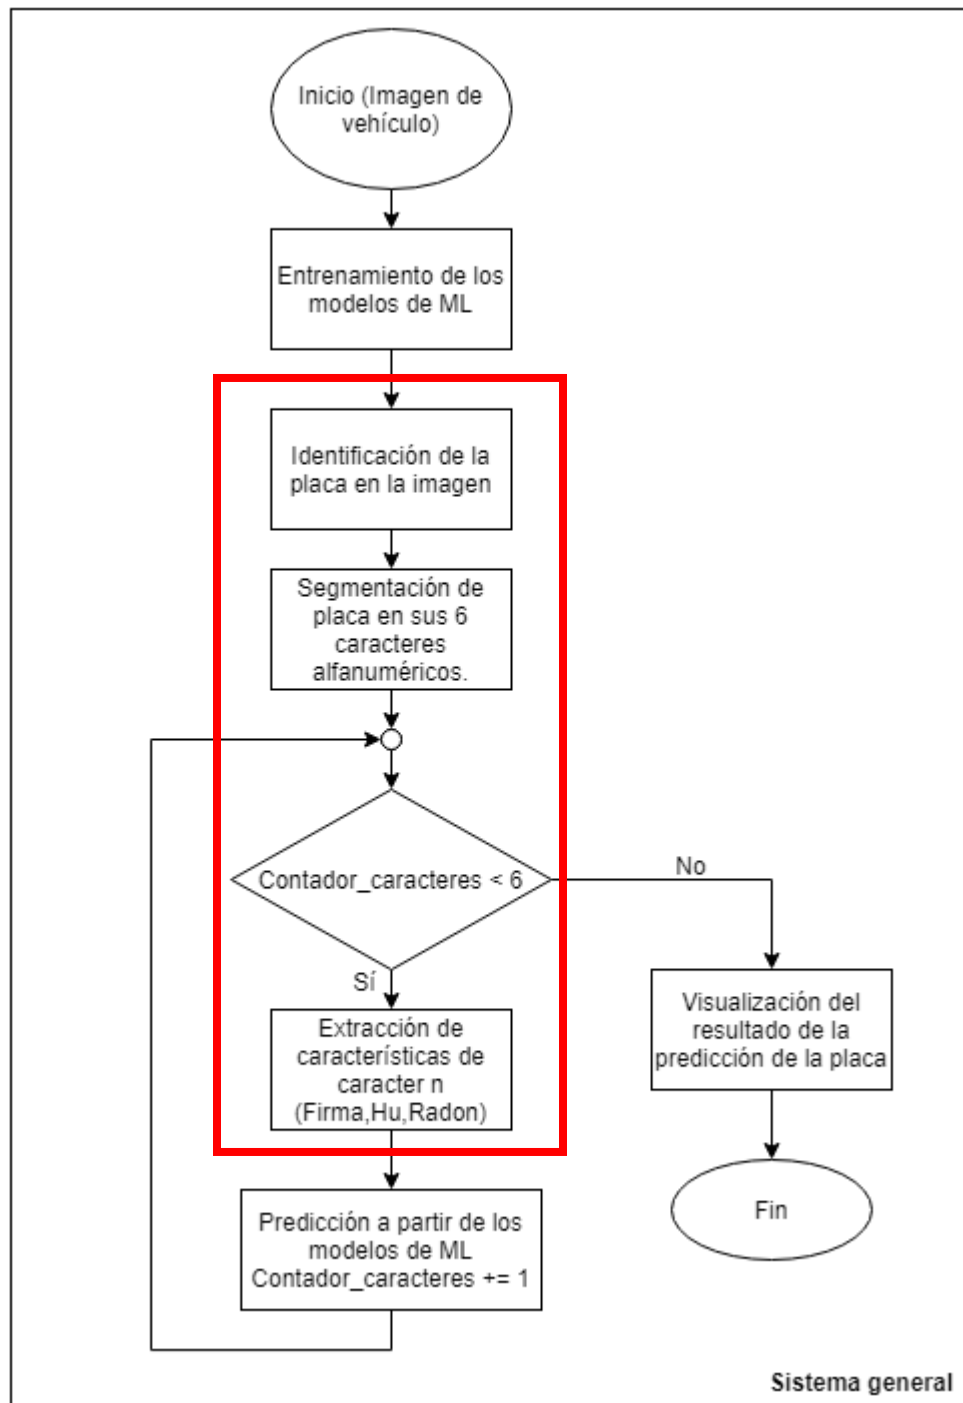 Inicio (Imagen de
vehículo)
Entrenamiento de los
modelos de ML
Identificación de la
placa en la imagen
Segmentación de
placa en sus 6
caracteres
alfanuméricos.
Contador_caracteres < 6
No
Sí
Extracción de
características de
caracter n
(Firma,Hu,Radon)
Visualización del
resultado de la
predicción de la placa
Predicción a partir de los
modelos de ML
Contador_caracteres += 1
Fin
Sistema general